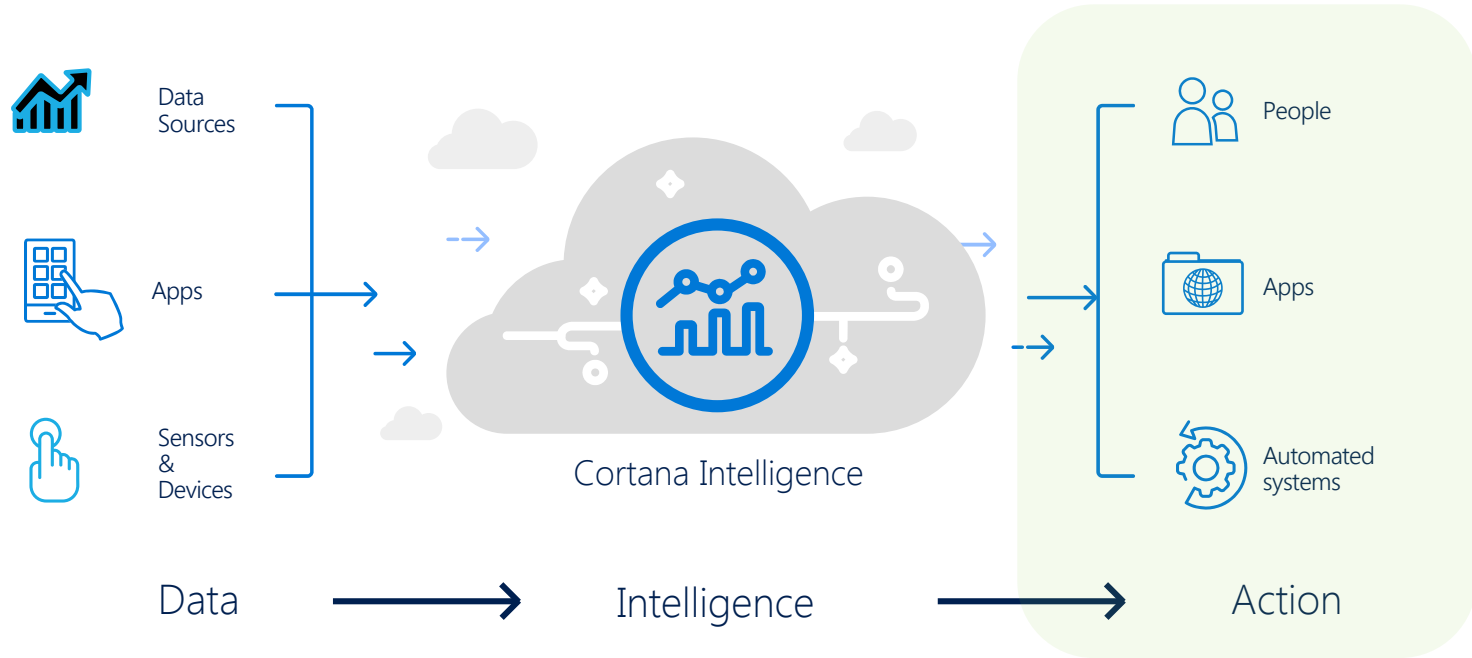 Data
Sources
Apps
Sensors
&
Devices
Cortana Intelligence
People
Apps
Automated
systems
Data
Intelligence
Action